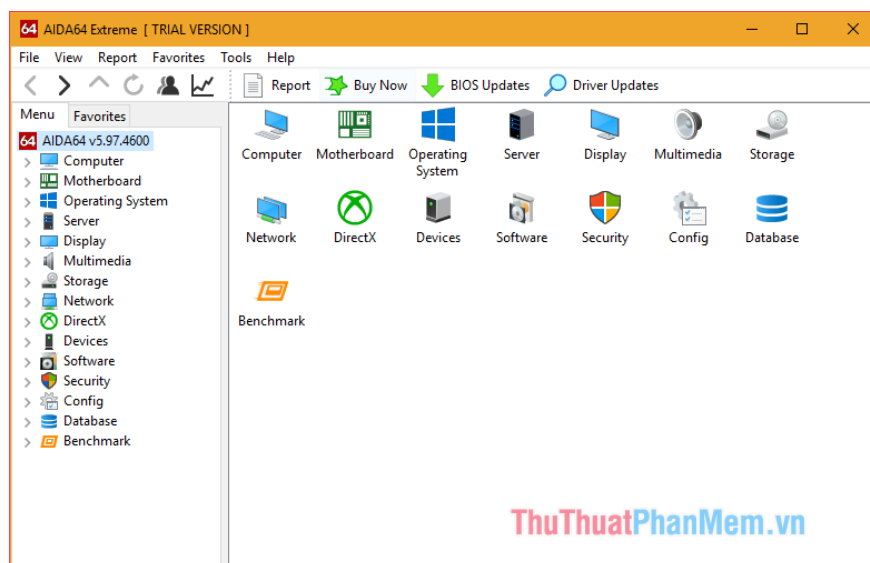 64 AIDA64 Extreme [ TRIAL VERSION ]
File View Report Favorites Tools Help
Report Buy Now BIOS Updates Driver Updates
Menu Favorites
64 AIDA64 v5.97.4600
Computer
Motherboard
Operating System
Server
Display
Multimedia
Storage
Network
DirectX
Devices
Software
Security
Config
Database
Benchmark
Computer Motherboard Operating System Server Display Multimedia Storage
Network DirectX Devices Software Security Config Database
Benchmark
ThuThuatPhanMem.vn